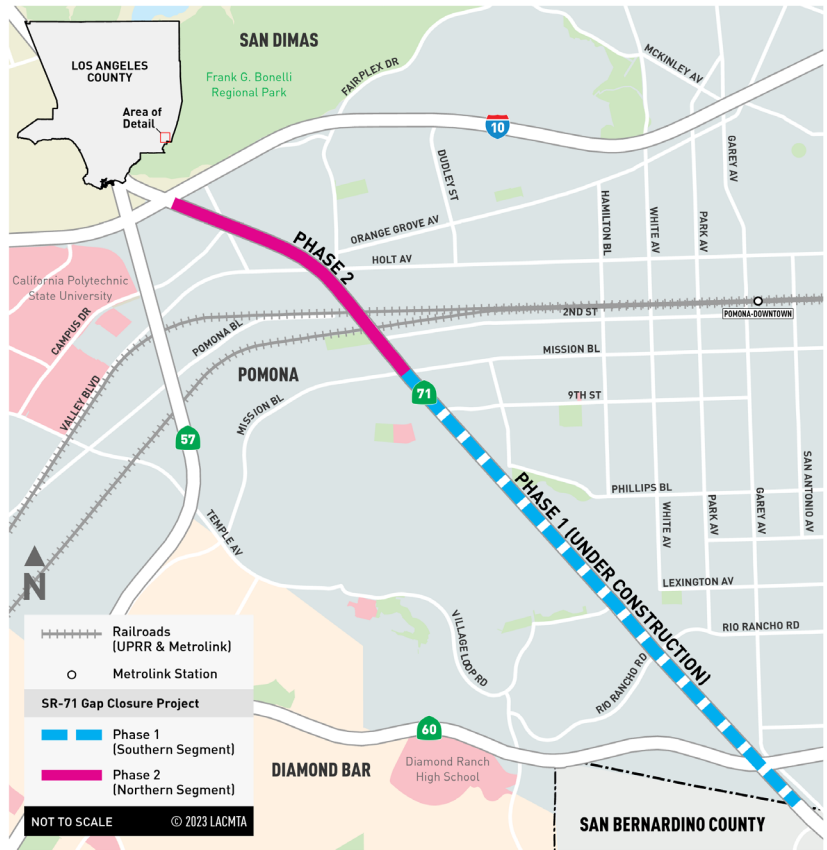 SAN DIMAS
LOS ANGELES
COUNTY
Area of
Detail
Frank G. Bonelli
Regional Park
FAIRPLEX DR
MCKINLEY AV
10
GAREY AV
DUDLEY ST
HAMILTON BL
WHITE AV
PARK AV
ORANGE GROVE AV
HOLT AV
PHASE 2
California Polytechnic
State University
CAMPUS DR
POMONA BL
2ND ST
POMONA-DOWNTOWN
VALLEY BLVD
POMONA
MISSION BL
MISSION BL
71
9TH ST
57
PHASE 1 (UNDER CONSTRUCTION)
PHILLIPS BL
WHITE AV
PARK AV
GAREY AV
SAN ANTONIO AV
TEMPLE AV
LEXINGTON AV
N
VILLAGE LOOP RD
RIO RANCHO RD
RIO RANCHO RD
Railroads
(UPRR & Metrolink)
Metrolink Station
SR-71 Gap Closure Project
Phase 1
(Southern Segment)
Phase 2
(Northern Segment)
NOT TO SCALE
© 2023 LACMTA
60
DIAMOND BAR
Diamond Ranch
High School
SAN BERNARDINO COUNTY